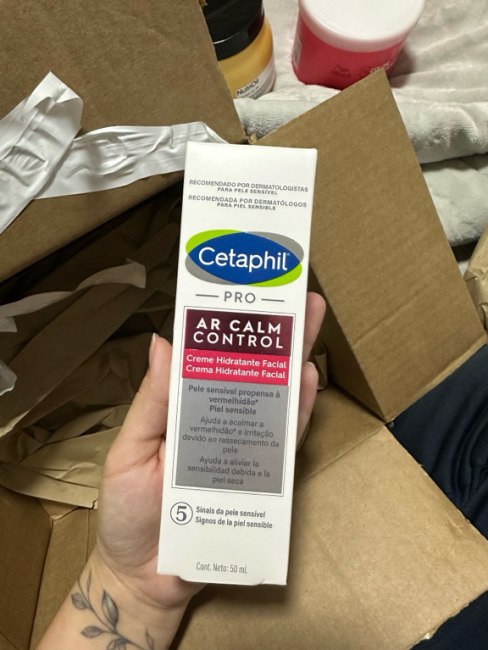 NutriOil
RECOMENDADO POR DERMATOLOGISTAS
PARA PELE SENSÍVEL
RECOMENDADA POR DERMATÓLOGOS
PARA PIEL SENSIBLE
Cetaphil
PRO
AR CALM
CONTROL
Creme Hidratante Facial
Crema Hidratante Facial
Pele sensível propensa à
vermelhidão*
Piel sensible
Ajuda a acalmar a
vermelhidão* e irritação
devido ao ressecamento da
pele
Ayuda a aliviar la
sensibilidad debida a la
piel seca
5
Sinais da pele sensível
Signos de la piel sensible
Cont. Neto: 50 mL